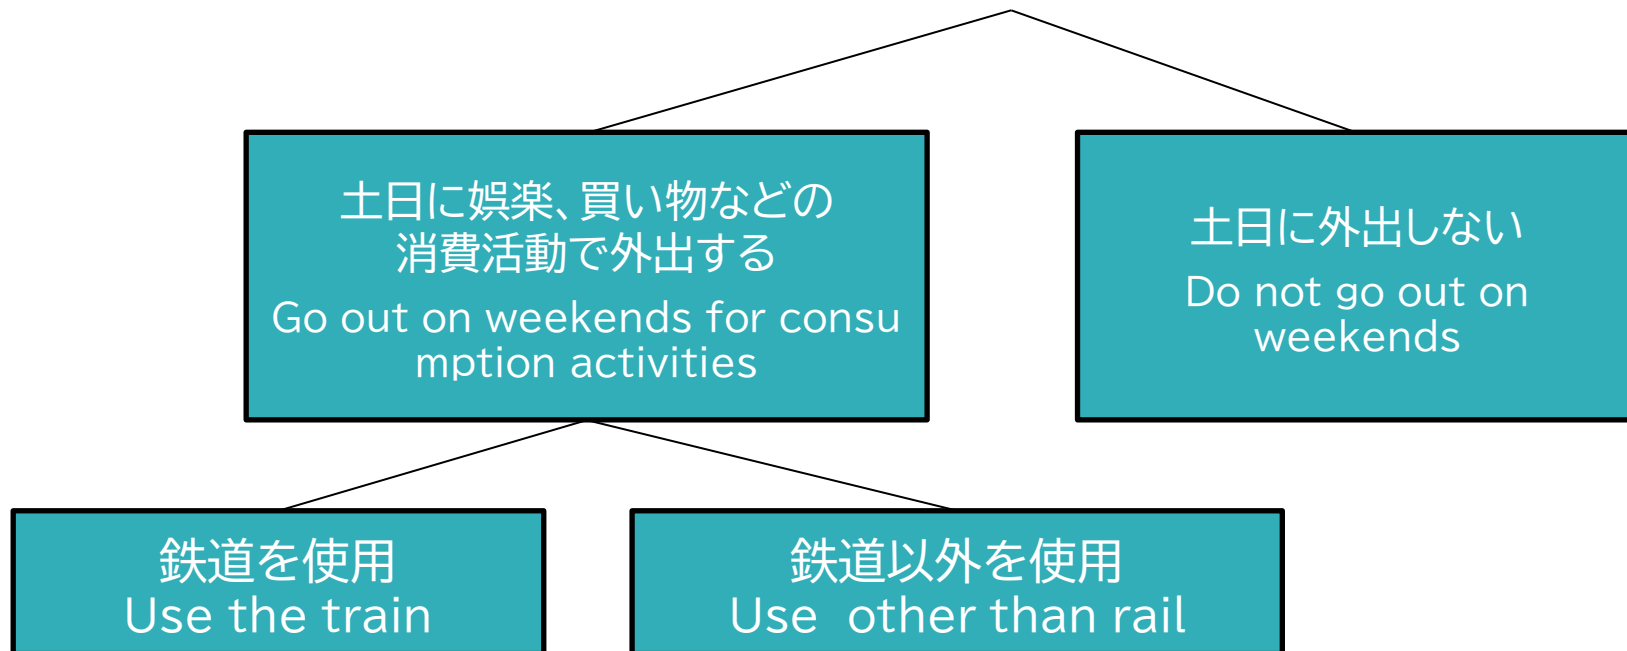 土日に娯楽、買い物などの
消費活動で外出する
Go out on weekends for consu
mption activities
土日に外出しない
Do not go out on
weekends
鉄道を使用
Use the train
鉄道以外を使用
Use  other than rail